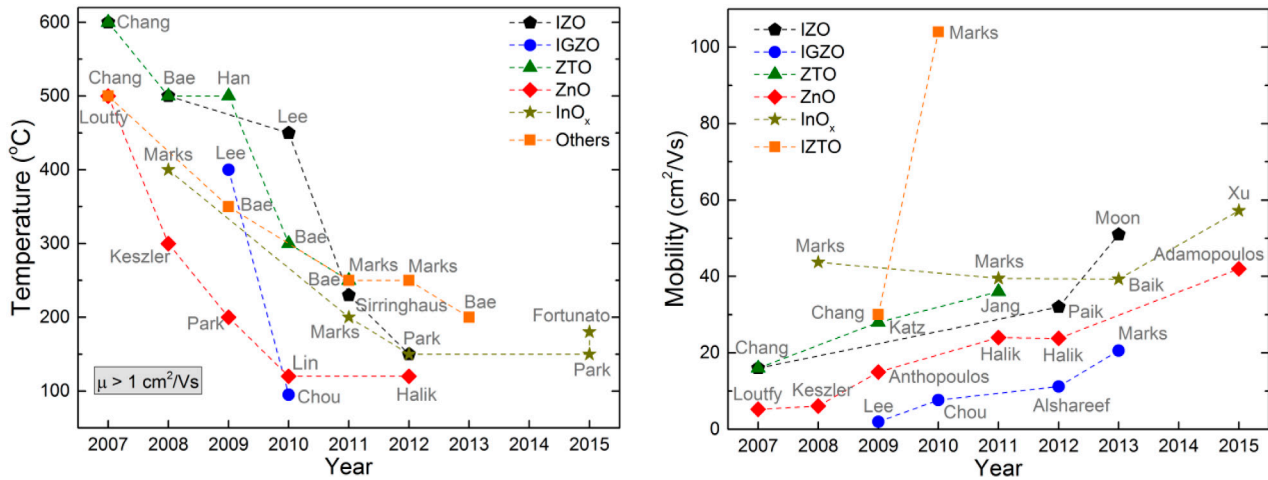 600
500
400
300
200
100
Temperature (°C)
2007
2008
2009
2010
2011
2012
2013
2014
2015
Year
IZO
IGZO
ZTO
ZnO
InOₓ
Others
μ > 1 cm²/Vs
Chang
Chang
Loutfy
Bae
Han
Lee
Marks
Lee
Keszler
Bae
Bae
Park
Bae
Marks
Marks
Sirringhaus
Marks
Bae
Lin
Chou
Park
Halik
Fortunato
Park
100
80
60
40
20
0
Mobility (cm²/Vs)
2007
2008
2009
2010
2011
2012
2013
2014
2015
Year
IZO
IGZO
ZTO
ZnO
InOₓ
IZTO
Marks
Xu
Moon
Marks
Marks
Adamopoulos
Baik
Chang
Katz
Jang
Paik
Chang
Marks
Halik
Halik
Loutfy
Keszler
Anthopoulos
Lee
Chou
Alshareef